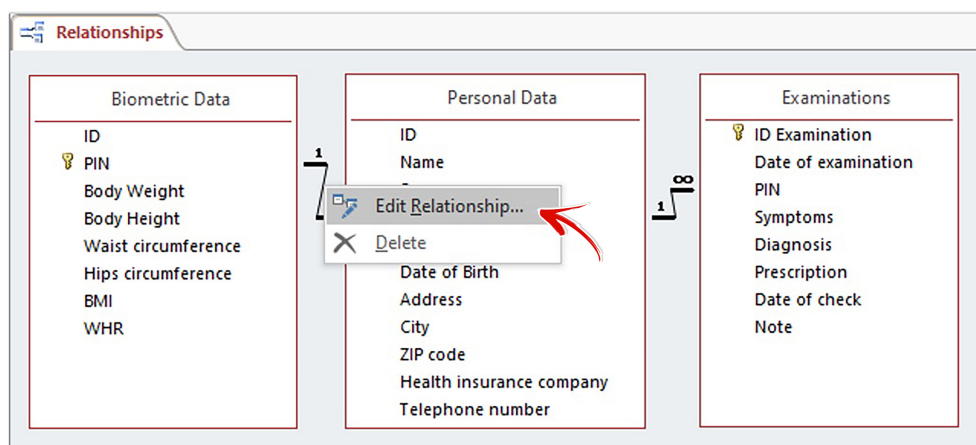 Relationships
Biometric Data
ID
PIN
Body Weight
Body Height
Waist circumference
Hips circumference
BMI
WHR
1
Personal Data
ID
Name
Edit Relationship...
Delete
Date of Birth
Address
City
ZIP code
Health insurance company
Telephone number
∞
1
Examinations
ID Examination
Date of examination
PIN
Symptoms
Diagnosis
Prescription
Date of check
Note